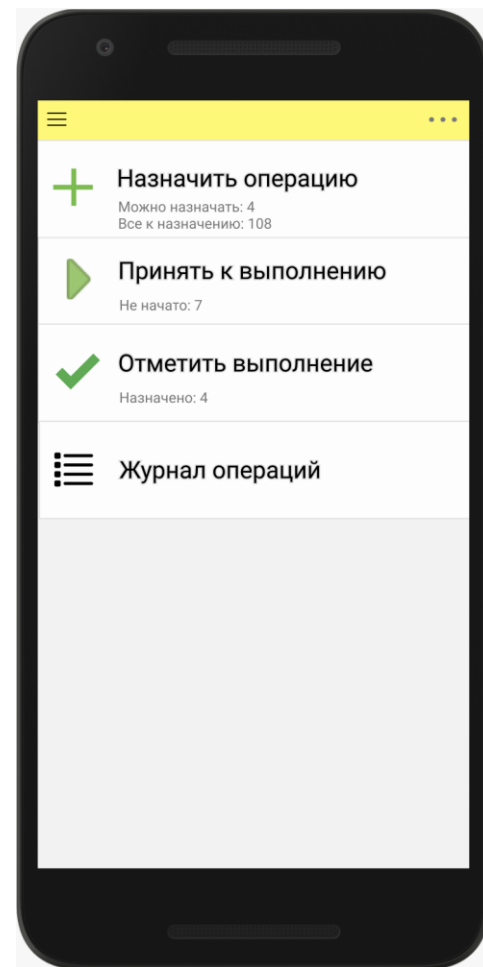 Назначить операцию
Можно назначать: 4
Все к назначению: 108
Принять к выполнению
Не начато: 7
Отметить выполнение
Назначено: 4
Журнал операций